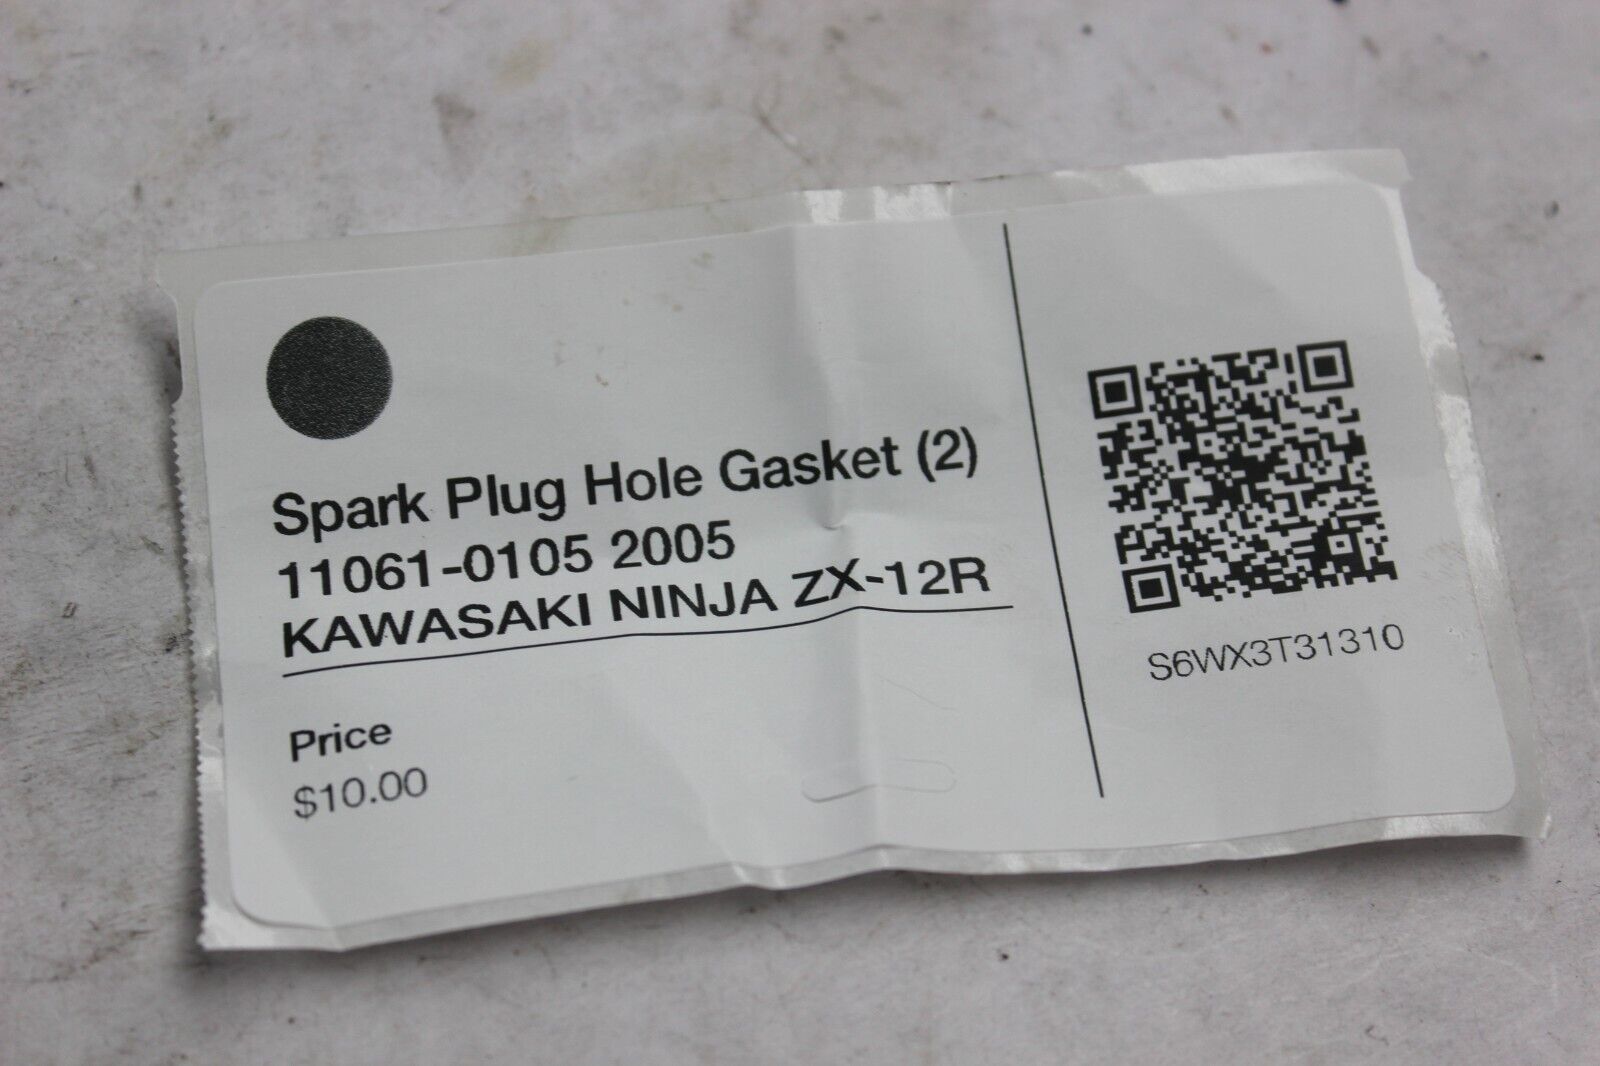 Spark Plug Hole Gasket (2)
11061-0105 2005
KAWASAKI NINJA ZX-12R
Price
$10.00
S6WX3T31310